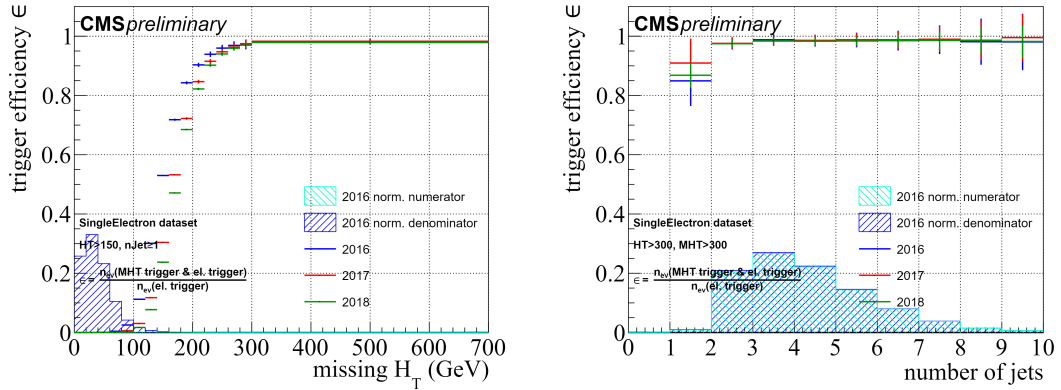 CMS preliminary
trigger efficiency ∈
1
0.8
0.6
0.4
0.2
0
2016 norm. numerator
2016 norm. denominator
2016
2017
2018
SingleElectron dataset
HT>150, nJet≥1
∈ = n_ev(MHT trigger & el. trigger)
n_ev(el. trigger)
0 100 200 300 400 500 600 700
missing H_T (GeV)
CMS preliminary
trigger efficiency ∈
1
0.8
0.6
0.4
0.2
0
2016 norm. numerator
2016 norm. denominator
2016
2017
2018
SingleElectron dataset
HT>300, MHT>300
∈ = n_ev(MHT trigger & el. trigger)
n_ev(el. trigger)
0 1 2 3 4 5 6 7 8 9 10
number of jets